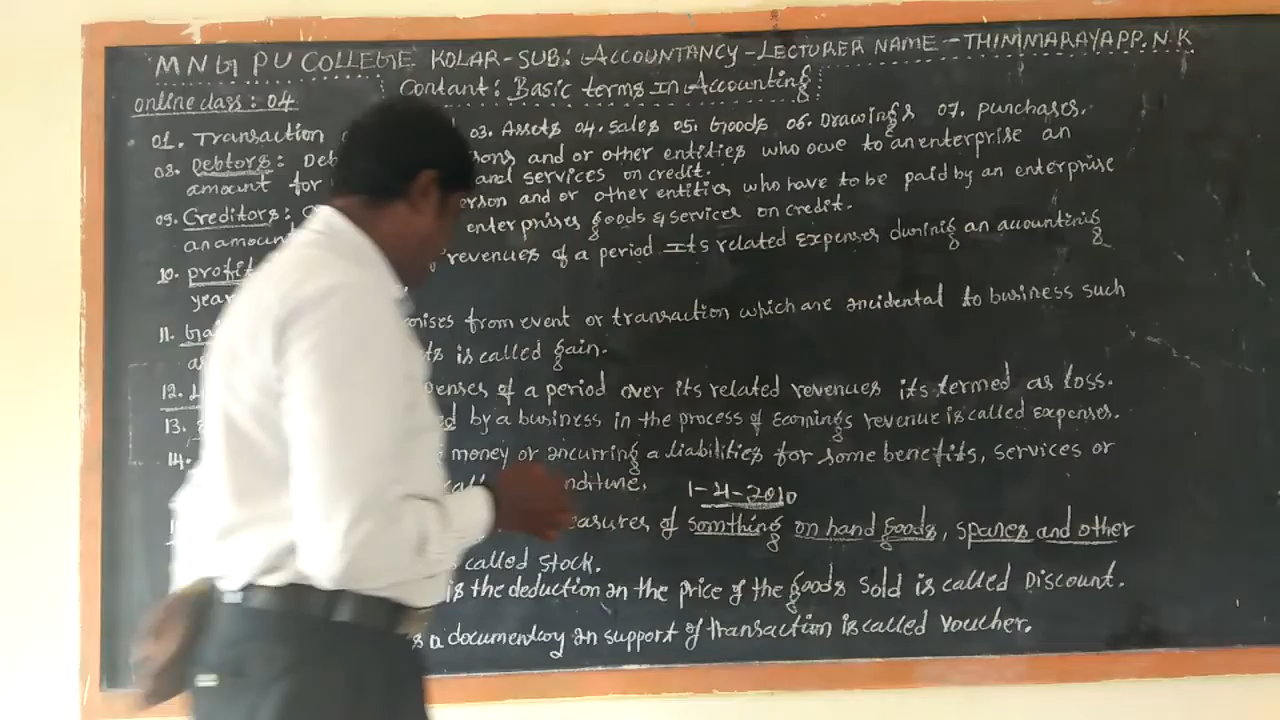 MNG PU COLLEGE KOLAR-SUB: ACCOUNTANCY-LECTURER NAME-THIMMARAYAPP.N.K
Contant: Basic terms In Accounting
online class: 04
01. Transaction 03. Assets 04. Sales 05. Goods 06. Drawings 07. Purchases.
08. Debtors: Deb sons and or other entities who owe to an enterprise an
amount for and services on credit.
09. Creditors: erson and or other entities who have to be paid by an enterprise
an amoun enterprises goods & services on credit.
10. profit revenues of a period Its related Expenses during an accounting
year
11. Gai arises from event or transaction which are incidental to business such
as ts is called gain.
12. L penses of a period over its related revenues its termed as loss.
13. ed by a business in the process of Earnings revenue is called expenses.
14. money or incurring a liabilities for some benefits, services or
call nditure. 1-4-2010
easures of somthing on hand goods, spares and other
called stock.
is the deduction in the price of the goods sold is called Discount.
is a documentary in support of transaction is called voucher.